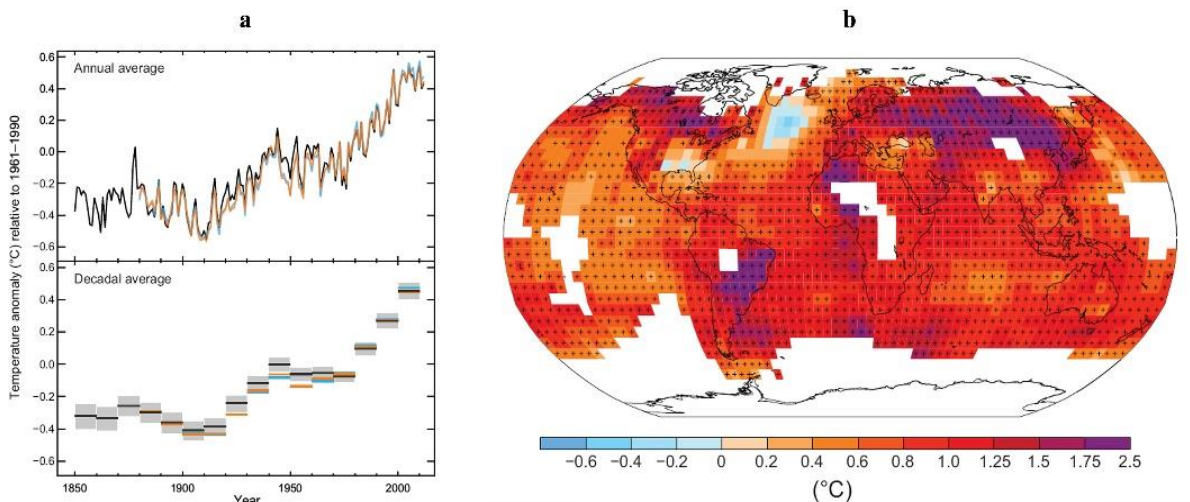 a
b
Temperature anomaly (°C) relative to 1961–1990
Annual average
0.6
0.4
0.2
0.0
−0.2
−0.4
−0.6
Decadal average
0.6
0.4
0.2
0.0
−0.2
−0.4
−0.6
1850 1900 1950 2000
Year
−0.6 −0.4 −0.2 0 0.2 0.4 0.6 0.8 1.0 1.25 1.5 1.75 2.5
(°C)